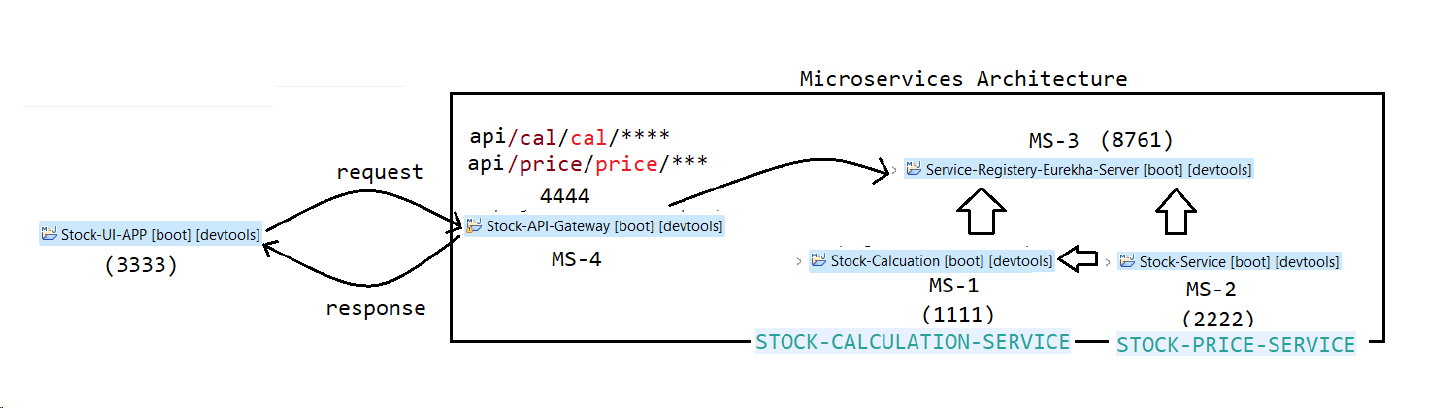 Microservices Architecture
api/cal/cal/****
api/price/price/***
4444
Stock-API-Gateway [boot] [devtools]
MS-4
request
Stock-UI-APP [boot] [devtools]
(3333)
response
MS-3 (8761)
Service-Registery-Eurekha-Server [boot] [devtools]
Stock-Calcuation [boot] [devtools]
MS-1
(1111)
STOCK-CALCULATION-SERVICE
Stock-Service [boot] [devtools]
MS-2
(2222)
STOCK-PRICE-SERVICE